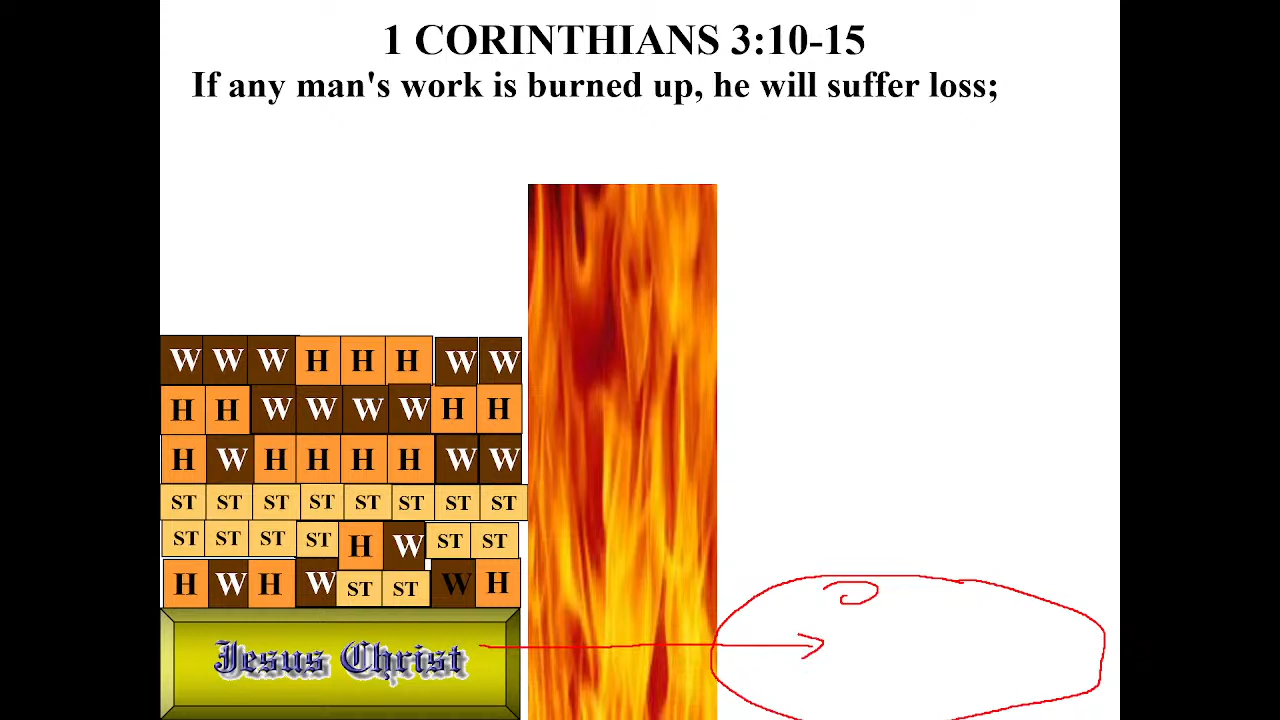 1 CORINTHIANS 3:10-15
If any man's work is burned up, he will suffer loss;
W W W H H H W W
H H W W W W H H
H W H H H H W W
ST ST ST ST ST ST ST ST
ST ST ST ST H W ST ST
H W H W ST ST W H
Jesus Christ